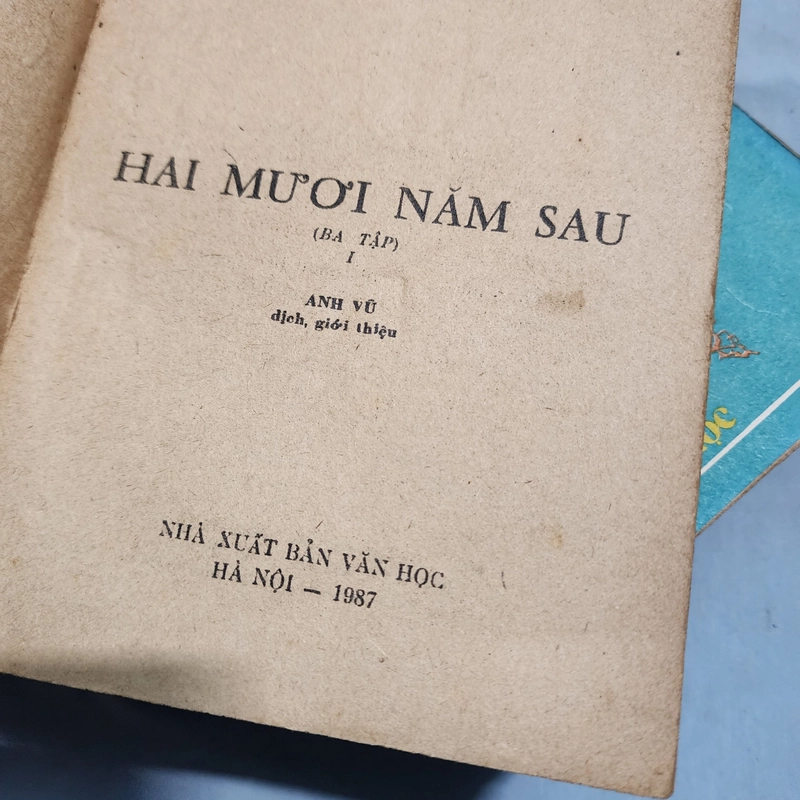 HAI MƯƠI NĂM SAU
(BA TẬP)
I
ANH VŨ
dịch, giới thiệu
NHÀ XUẤT BẢN VĂN HỌC
HÀ NỘI — 1987